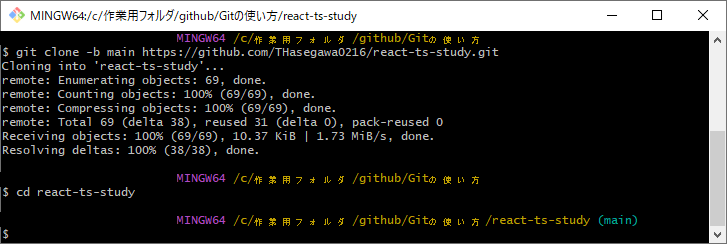 MINGW64:/c/作業用フォルダ/github/Gitの使い方/react-ts-study
MINGW64 /c/作業用フォルダ/github/Gitの使い方
$ git clone -b main https://github.com/THasegawa0216/react-ts-study.git
Cloning into 'react-ts-study'...
remote: Enumerating objects: 69, done.
remote: Counting objects: 100% (69/69), done.
remote: Compressing objects: 100% (69/69), done.
remote: Total 69 (delta 38), reused 31 (delta 0), pack-reused 0
Receiving objects: 100% (69/69), 10.37 KiB | 1.73 MiB/s, done.
Resolving deltas: 100% (38/38), done.
MINGW64 /c/作業用フォルダ/github/Gitの使い方
$ cd react-ts-study
MINGW64 /c/作業用フォルダ/github/Gitの使い方/react-ts-study (main)
$